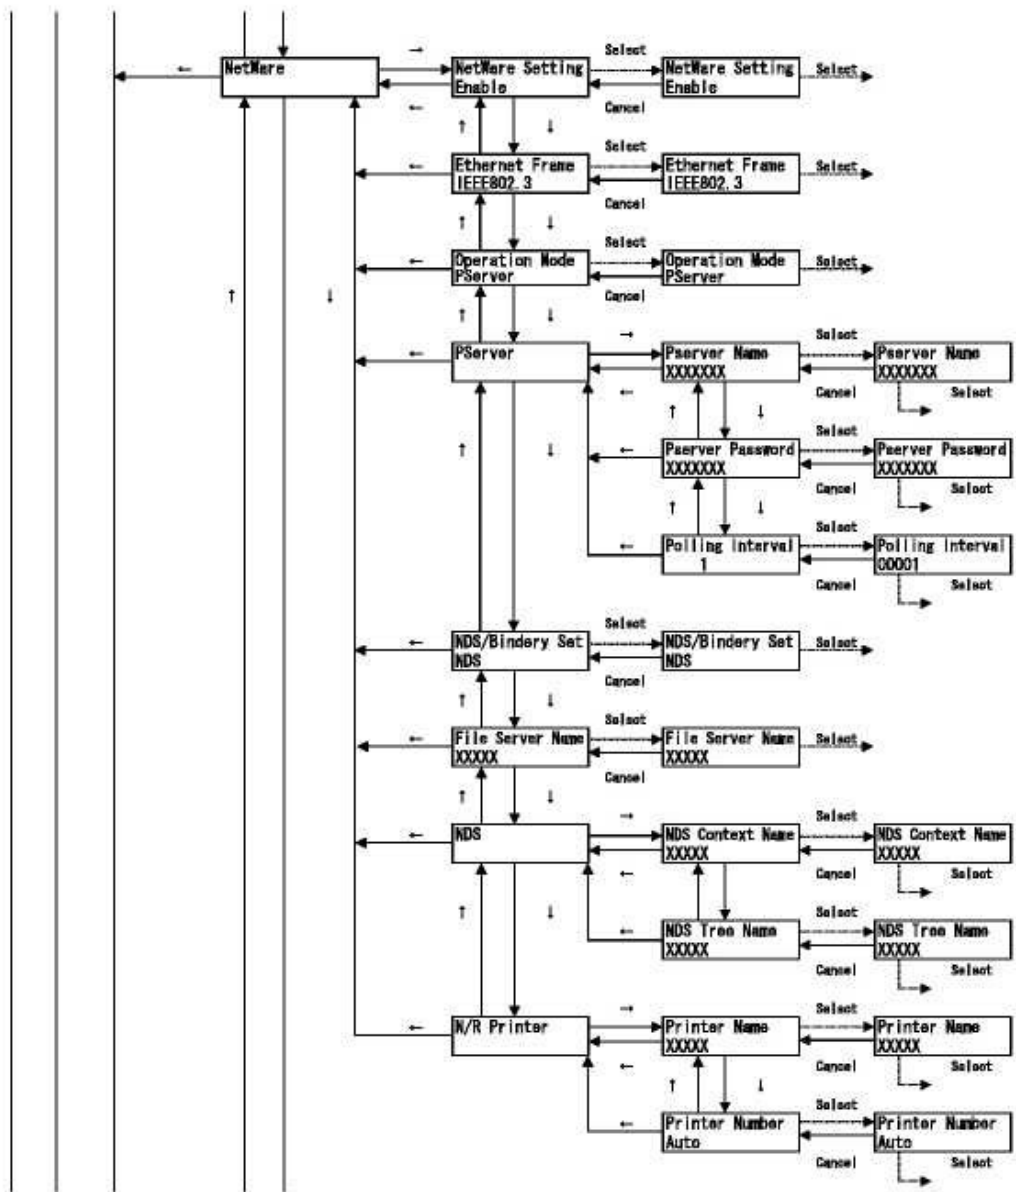 Select
→
NetWare
NetWare Setting
Enable
NetWare Setting
Enable
Select
←
←
Cancel
↑
↓
Select
Ethernet Frame
IEEE802.3
Ethernet Frame
IEEE802.3
Select
←
Cancel
↑
↓
Select
Operation Mode
PServer
Operation Mode
PServer
Select
←
Cancel
↑
↓
↑
↓
→
Select
PServer
Pserver Name
XXXXXXX
Pserver Name
XXXXXXX
←
←
Cancel
Select
↑
↓
Select
↑
↓
Pserver Password
XXXXXXX
Pserver Password
XXXXXXX
←
Cancel
Select
↑
↓
Select
Polling Interval
1
Polling Interval
00001
←
Cancel
Select
Select
NDS/Bindery Set
NDS
NDS/Bindery Set
NDS
Select
←
Cancel
↑
↓
Select
File Server Name
XXXXX
File Server Name
XXXXX
Select
←
Cancel
↑
↓
→
Select
NDS
NDS Context Name
XXXXX
NDS Context Name
XXXXX
←
←
Cancel
Select
↑
↓
Select
NDS Tree Name
XXXXX
NDS Tree Name
XXXXX
←
Cancel
Select
→
Select
N/R Printer
Printer Name
XXXXX
Printer Name
XXXXX
←
←
Cancel
Select
↑
↓
Select
Printer Number
Auto
Printer Number
Auto
←
Cancel
Select